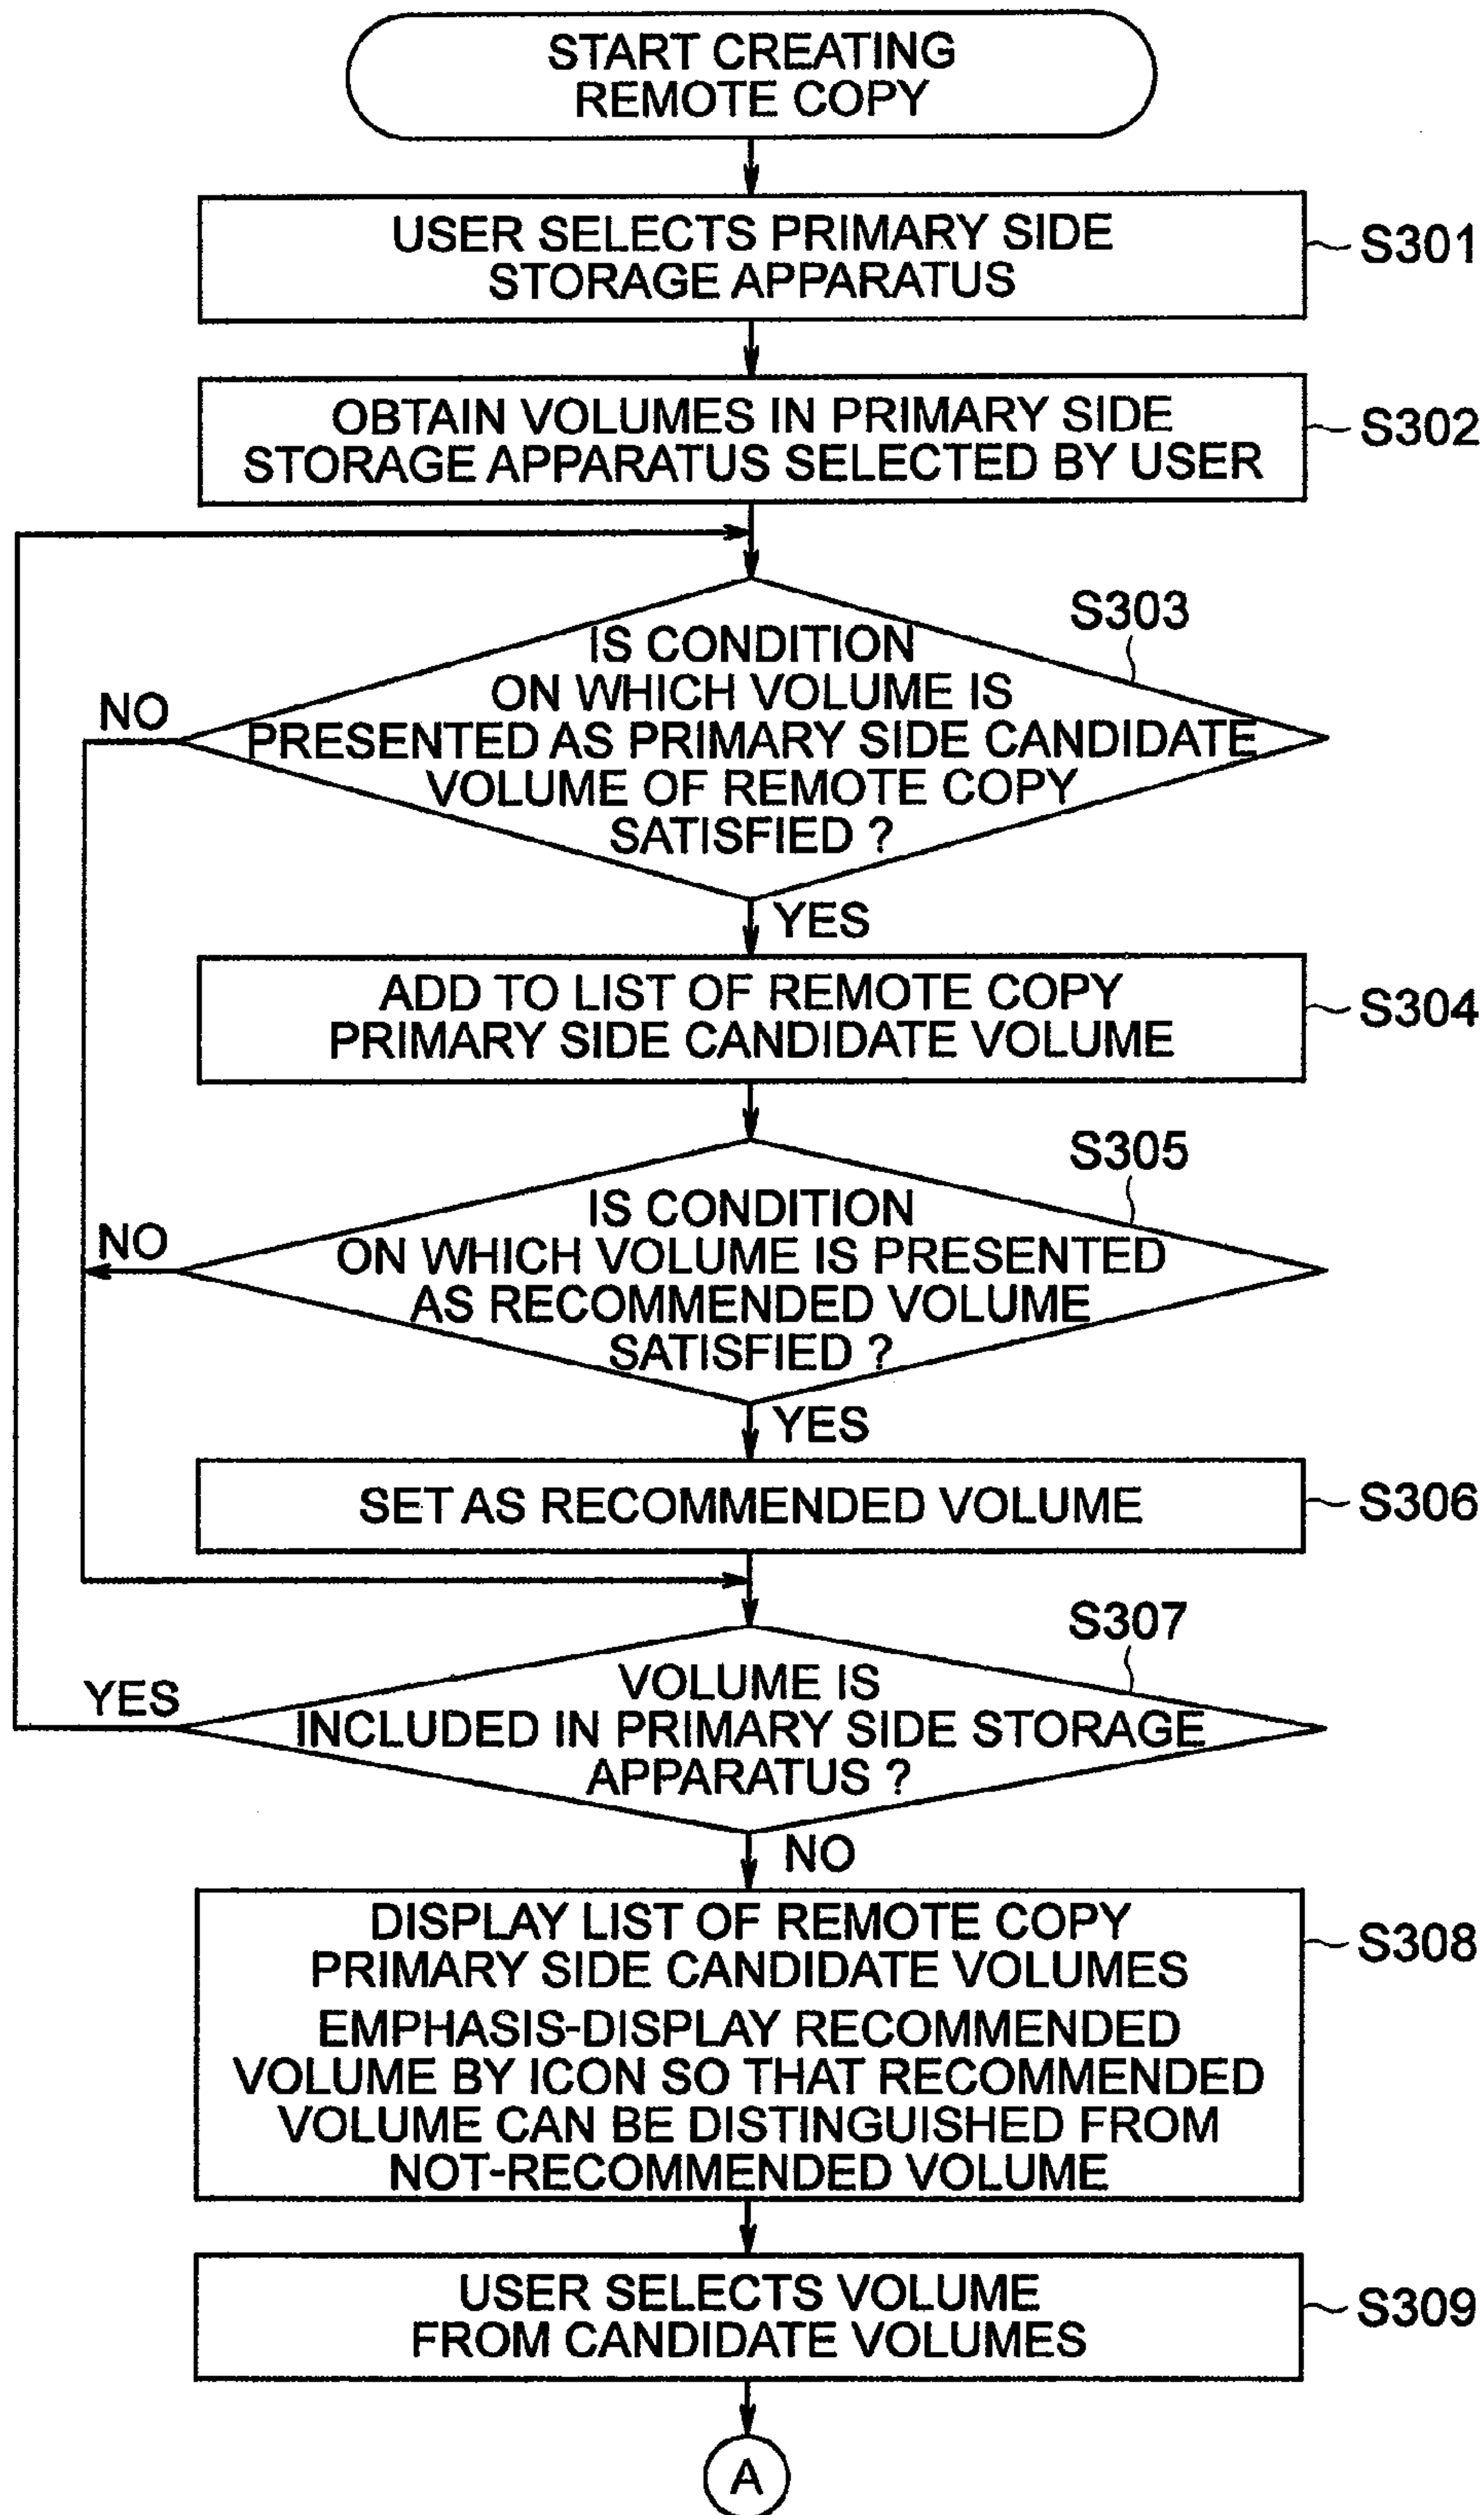 START CREATING
REMOTE COPY
USER SELECTS PRIMARY SIDE
STORAGE APPARATUS
S301
OBTAIN VOLUMES IN PRIMARY SIDE
STORAGE APPARATUS SELECTED BY USER
S302
S303
IS CONDITION
ON WHICH VOLUME IS
PRESENTED AS PRIMARY SIDE CANDIDATE
VOLUME OF REMOTE COPY
SATISFIED ?
NO
YES
ADD TO LIST OF REMOTE COPY
PRIMARY SIDE CANDIDATE VOLUME
S304
S305
IS CONDITION
ON WHICH VOLUME IS PRESENTED
AS RECOMMENDED VOLUME
SATISFIED ?
NO
YES
SET AS RECOMMENDED VOLUME
S306
S307
VOLUME IS
INCLUDED IN PRIMARY SIDE STORAGE
APPARATUS ?
YES
NO
DISPLAY LIST OF REMOTE COPY
PRIMARY SIDE CANDIDATE VOLUMES
EMPHASIS-DISPLAY RECOMMENDED
VOLUME BY ICON SO THAT RECOMMENDED
VOLUME CAN BE DISTINGUISHED FROM
NOT-RECOMMENDED VOLUME
S308
USER SELECTS VOLUME
FROM CANDIDATE VOLUMES
S309
A